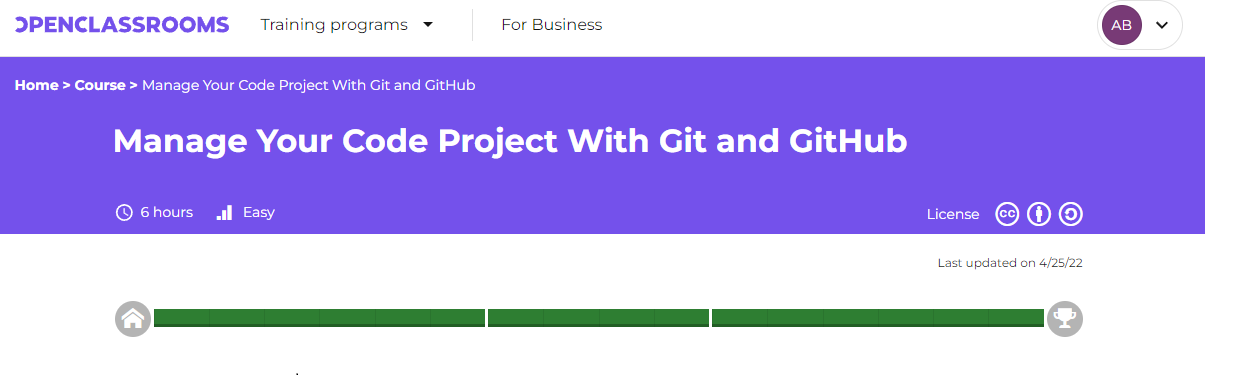 OPENCLASSROOMS Training programs For Business AB
Home > Course > Manage Your Code Project With Git and GitHub
Manage Your Code Project With Git and GitHub
6 hours Easy License cc
Last updated on 4/25/22